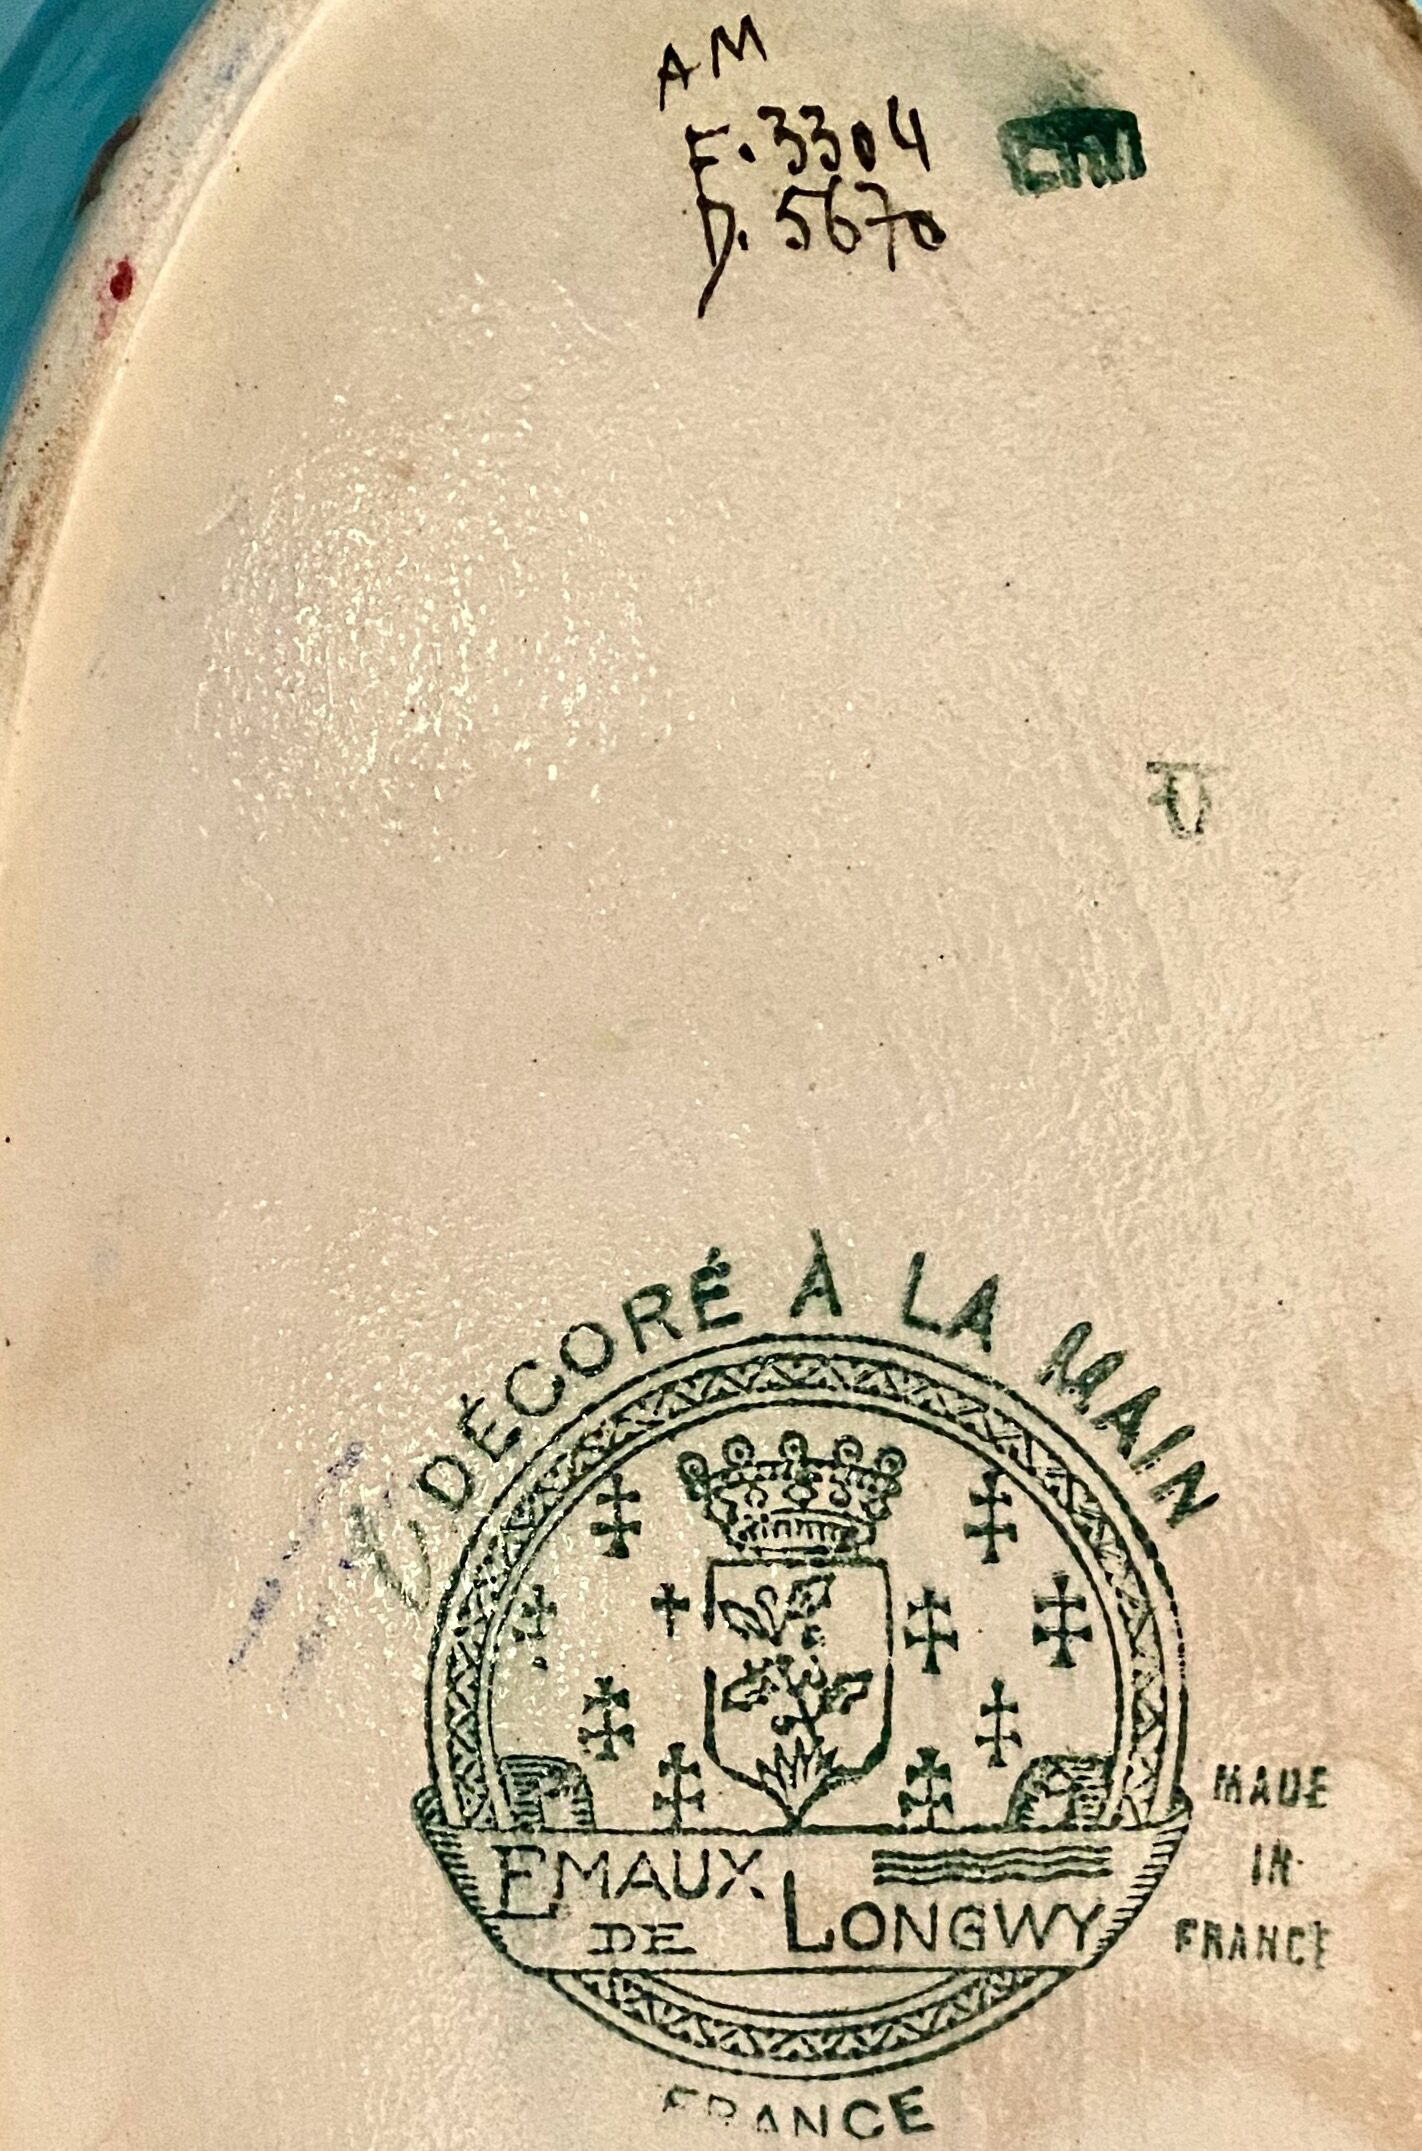 AM
F. 3304
D. 5670
DÉCORÉ À LA MAIN
EMAUX
DE LONGWY
MADE
IN
FRANCE
FRANCE